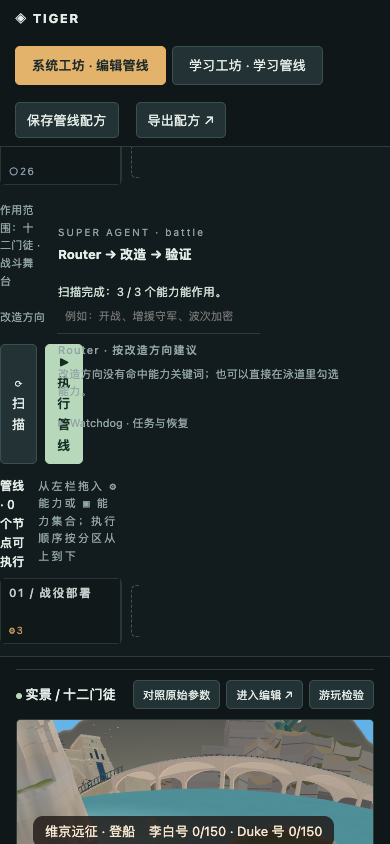 ◈ TIGER
系统工坊 · 编辑管线
学习工坊 · 学习管线
保存管线配方
导出配方 ↗
26
作用范
围：十
二门徒 ·
战斗舞
台
SUPER AGENT · battle
Router → 改造 → 验证
扫描完成：3 / 3 个能力能作用。
改造方向
例如：开战、增援守军、波次加密
⟳
扫
描
▶
执
行
管
线
Router · 按改造方向建议
改造方向没有命中能力关键词；也可以直接在泳道里勾选
能力。
Watchdog · 任务与恢复
管线
· 0
个节
点可
执行
从左栏拖入 ⚙
能力或 ▣ 能
力集合；执行
顺序按分区从
上到下
01 / 战役部署
⚙3
实景 / 十二门徒
对照原始参数
进入编辑 ↗
游玩检验
维京远征 · 登船 李白号 0/150 · Duke 号 0/150